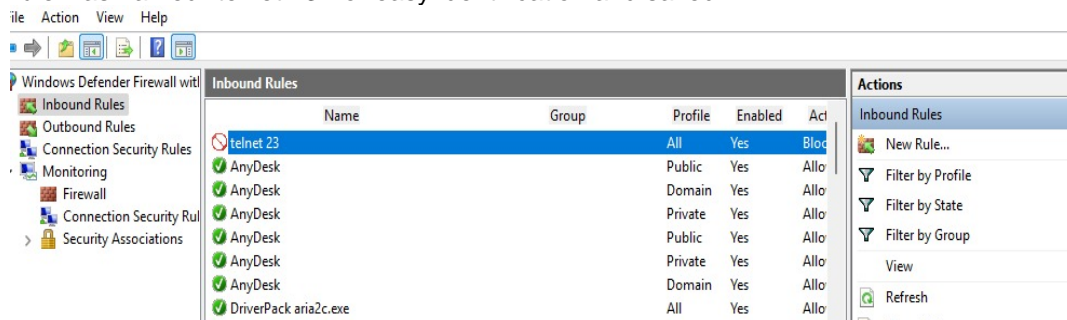 File Action View Help
Windows Defender Firewall witl
Inbound Rules
Outbound Rules
Connection Security Rules
Monitoring
Firewall
Connection Security Rul
Security Associations
Inbound Rules
Name Group Profile Enabled Act
telnet 23 All Yes Bloc
AnyDesk Public Yes Allo
AnyDesk Domain Yes Allo
AnyDesk Private Yes Allo
AnyDesk Public Yes Allo
AnyDesk Private Yes Allo
AnyDesk Domain Yes Allo
DriverPack aria2c.exe All Yes Allo
Actions
Inbound Rules
New Rule...
Filter by Profile
Filter by State
Filter by Group
View
Refresh